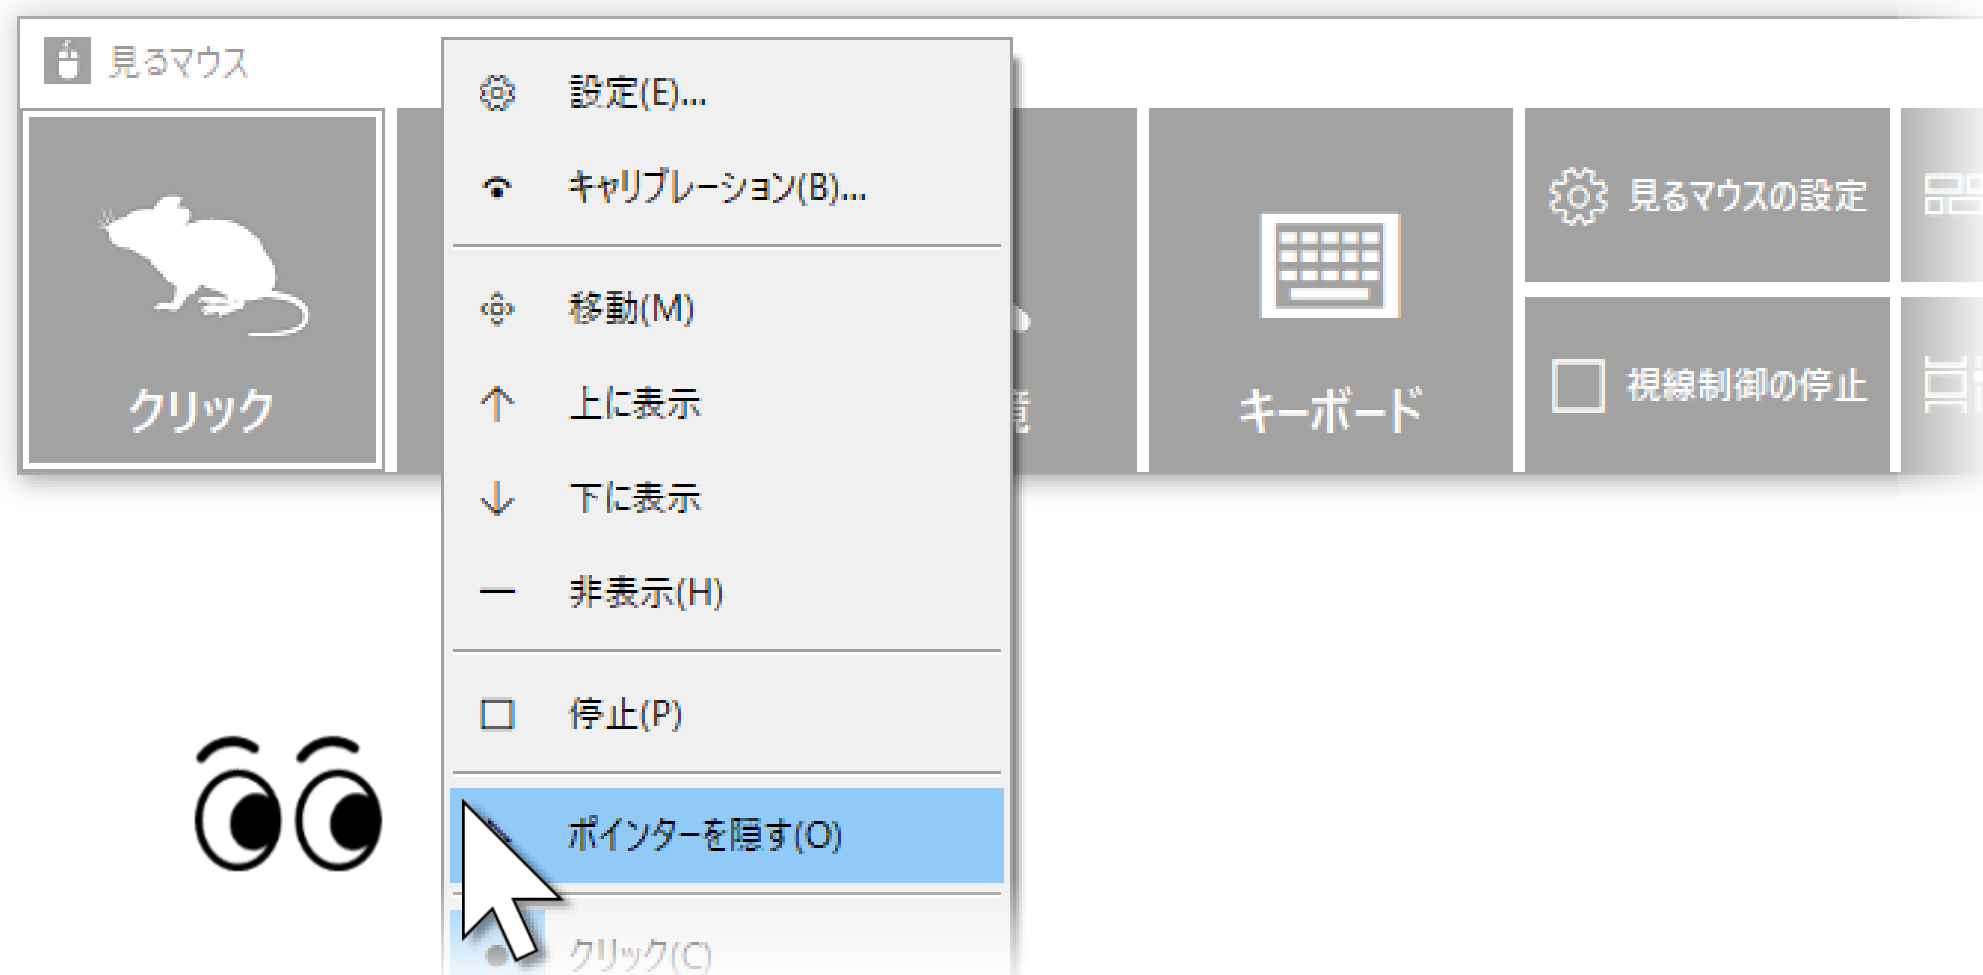 見るマウス
設定(E)...
キャリブレーション(B)...
移動(M)
上に表示
下に表示
非表示(H)
停止(P)
ポインターを隠す(O)
クリック(C)
クリック
キーボード
見るマウスの設定
視線制御の停止